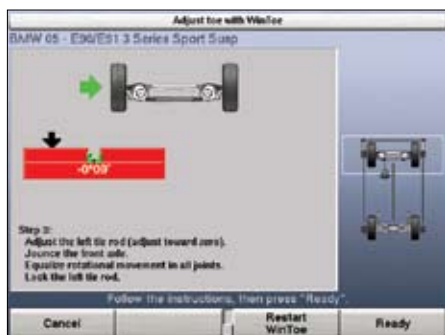 Adjust toe with WinToe
BMW 05 - E90/E91 3 Series Sport Susp
-0°09'
Step 3:
Adjust the left tie rod (adjust toward zero).
Jounce the front axle.
Equalize rotational movement in all joints.
Lock the left tie rod.
Follow the instructions, then press "Ready".
Cancel
Restart
WinToe
Ready